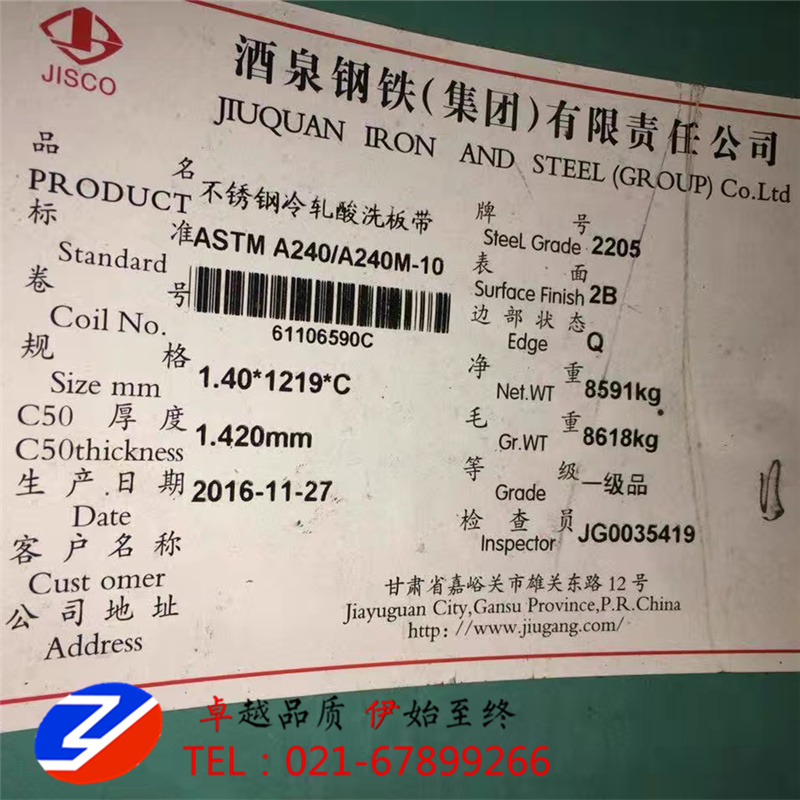 JISCO
酒泉钢铁(集团)有限责任公司
JIUQUAN IRON AND STEEL (GROUP) Co.Ltd
品名 不锈钢冷轧酸洗板带
PRODUCT
标准 ASTM A240/A240M-10
Standard
卷号
Coil No. 61106590C
规格 1.40*1219*C
Size mm
C50 厚度 1.420mm
C50thickness
生产日期 2016-11-27
Date
客户名称
Cust omer
公司地址
Address
牌号
Steel Grade 2205
表面
Surface Finish 2B
边部状态
Edge Q
净重
Net.WT 8591kg
毛重
Gr.WT 8618kg
等级
Grade 一级品
检查员
Inspector JG0035419
甘肃省嘉峪关市雄关东路12号
Jiayuguan City,Gansu Province,P.R.China
http://www.jiugang.com/
卓越品质 伊始至终
TEL:021-67899266